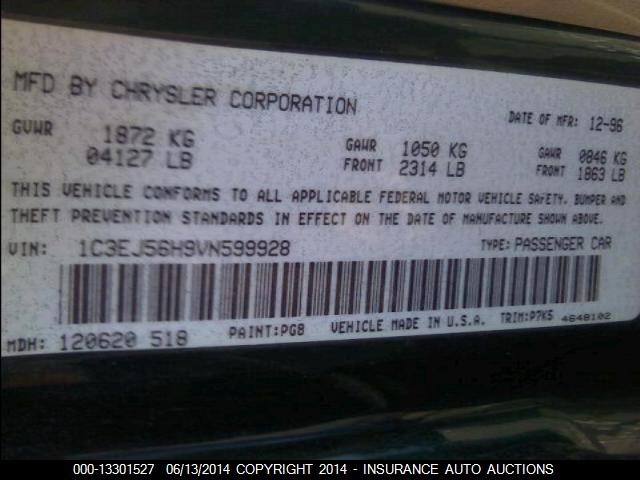 MFD BY CHRYSLER CORPORATION DATE OF MFR: 12-96
GVWR 1872 KG GAWR 1050 KG GAWR 0846 KG
04127 LB FRONT 2314 LB FRONT 1863 LB
THIS VEHICLE CONFORMS TO ALL APPLICABLE FEDERAL MOTOR VEHICLE SAFETY, BUMPER AND
THEFT PREVENTION STANDARDS IN EFFECT ON THE DATE OF MANUFACTURE SHOWN ABOVE.
VIN: 1C3EJ56H9VN599928 TYPE: PASSENGER CAR
MDH: 120620 518 PAINT:PG8 VEHICLE MADE IN U.S.A. TRIM:P7K5 4648102
000-13301527 06/13/2014 COPYRIGHT 2014 - INSURANCE AUTO AUCTIONS